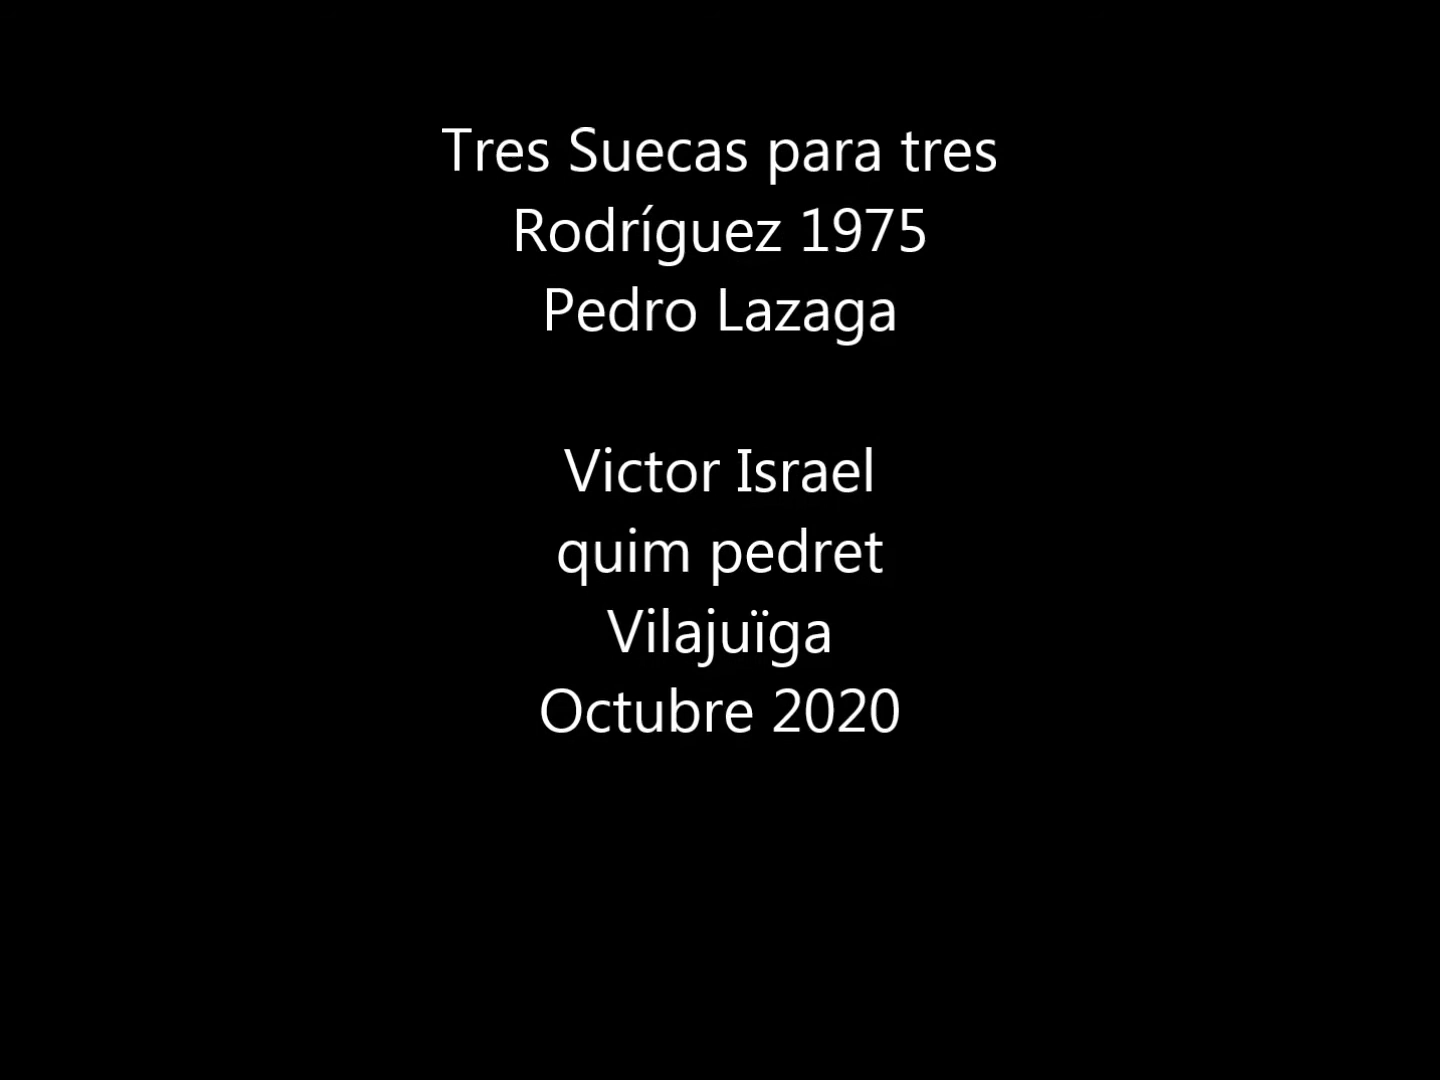 Tres Suecas para tres
Rodríguez 1975
Pedro Lazaga
Victor Israel
quim pedret
Vilajuïga
Octubre 2020